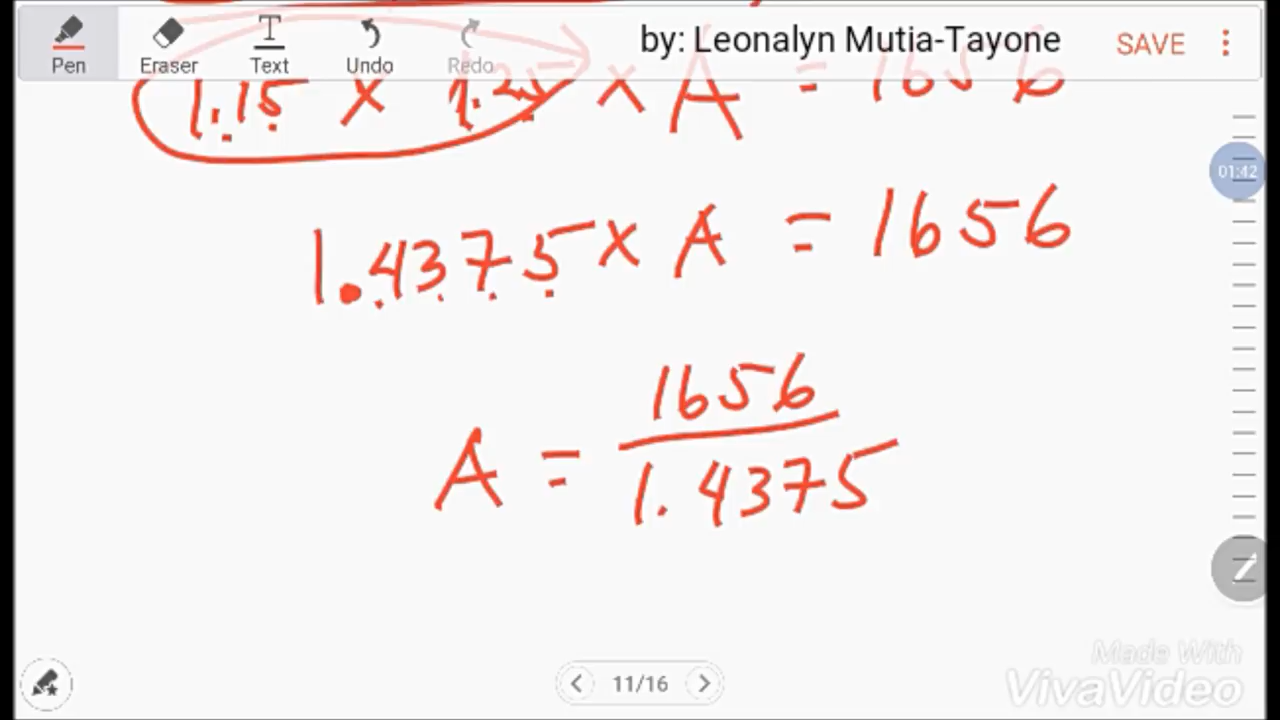 by: Leonalyn Mutia-Tayone
SAVE
Pen Eraser Text Undo Redo
1.15 x 1.25 x A = 1656
01:42
1.4375 x A = 1656
A = 1656
1.4375
11/16
Made With
VivaVideo